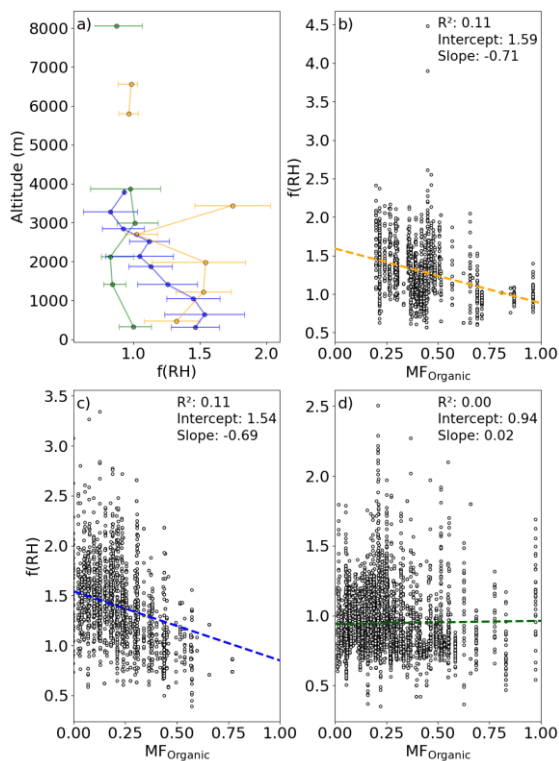 a)
8000
7000
6000
5000
4000
3000
2000
1000
0
Altitude (m)
1.0 1.5 2.0
f(RH)
b)
R²: 0.11
Intercept: 1.59
Slope: -0.71
4.5
4.0
3.5
3.0
2.5
2.0
1.5
1.0
0.5
f(RH)
0.00 0.25 0.50 0.75 1.00
MF_Organic
c)
R²: 0.11
Intercept: 1.54
Slope: -0.69
3.5
3.0
2.5
2.0
1.5
1.0
0.5
f(RH)
0.00 0.25 0.50 0.75 1.00
MF_Organic
d)
R²: 0.00
Intercept: 0.94
Slope: 0.02
2.5
2.0
1.5
1.0
0.5
0.00 0.25 0.50 0.75 1.00
MF_Organic